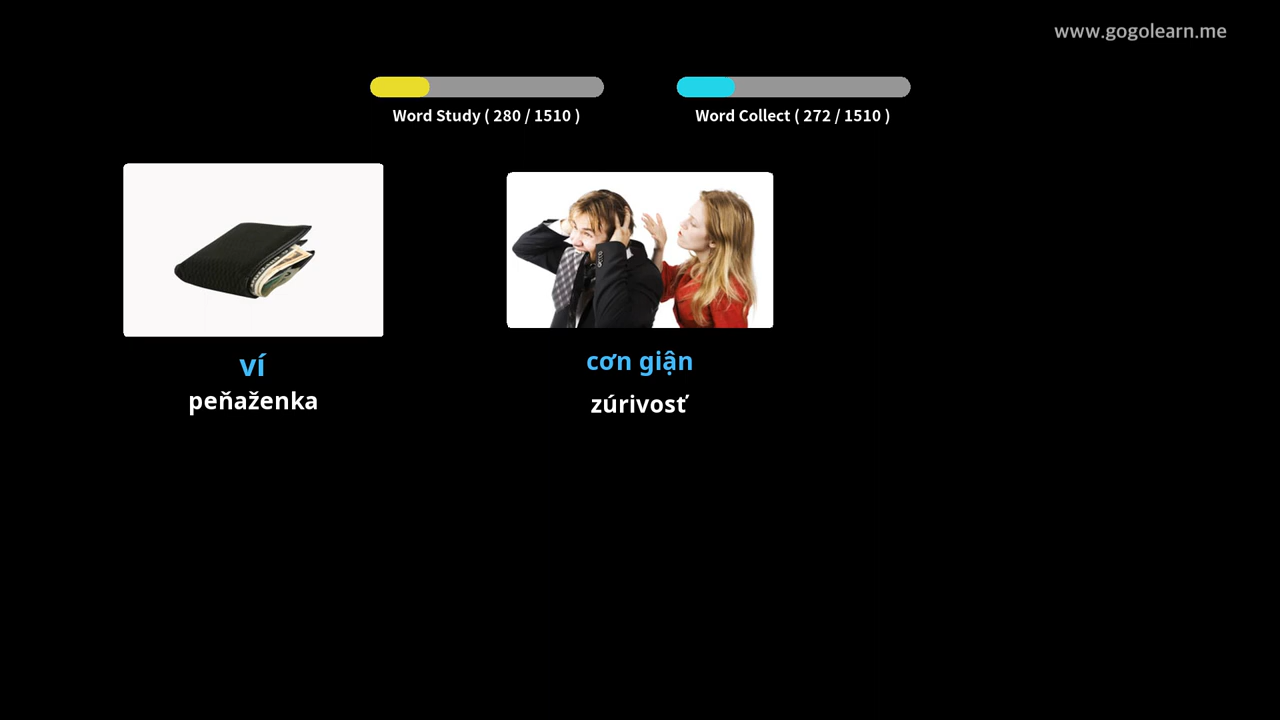 www.gogolearn.me
Word Study ( 280 / 1510 )
Word Collect ( 272 / 1510 )
ví
peňaženka
cơn giận
zúrivosť